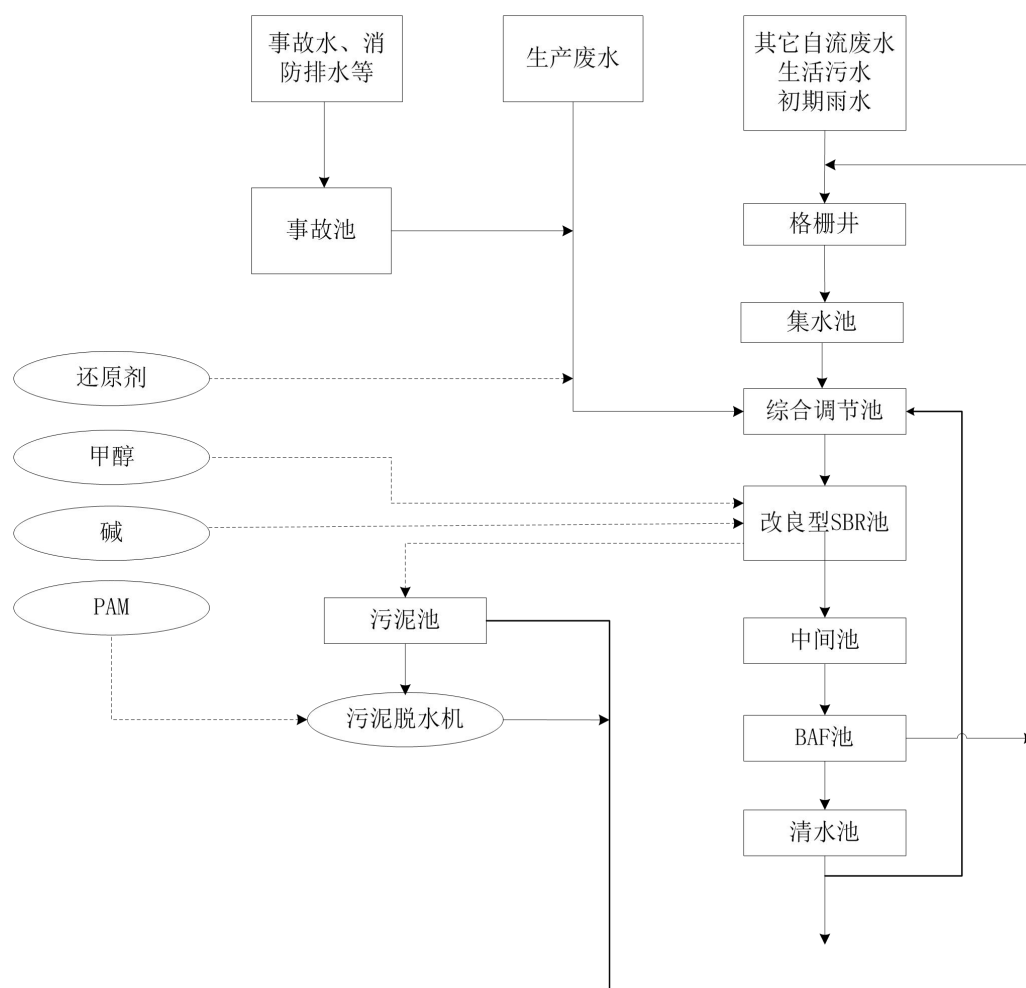 事故水、消
防排水等
生产废水
其它自流废水
生活污水
初期雨水
事故池
格栅井
集水池
还原剂
综合调节池
甲醇
改良型SBR池
碱
PAM
污泥池
中间池
污泥脱水机
BAF池
清水池